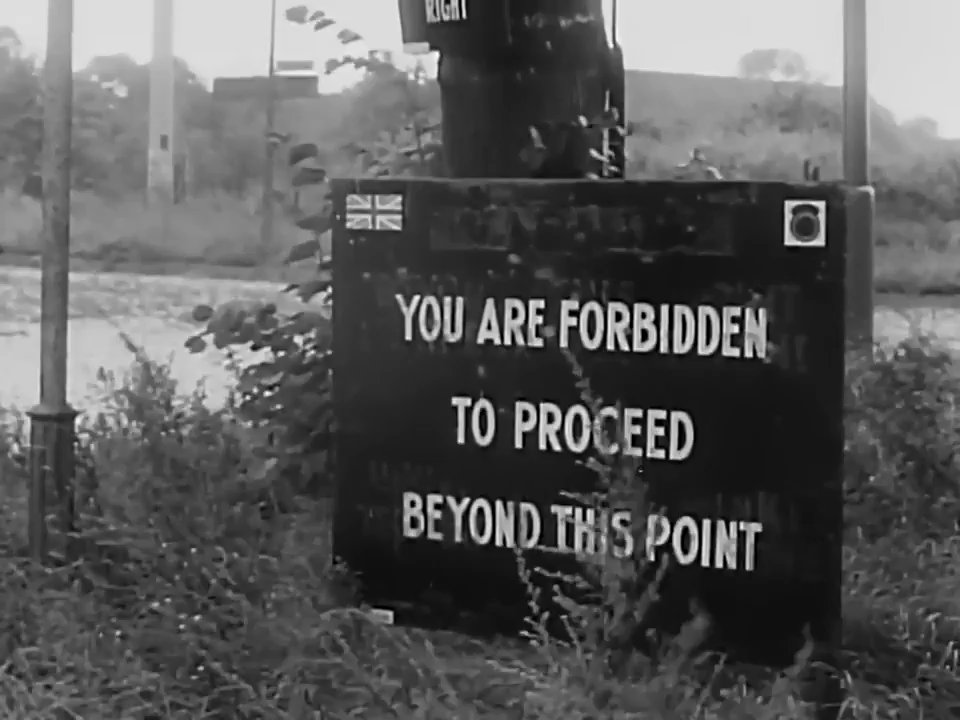 RIGHT
YOU ARE FORBIDDEN
TO PROCEED
BEYOND THIS POINT